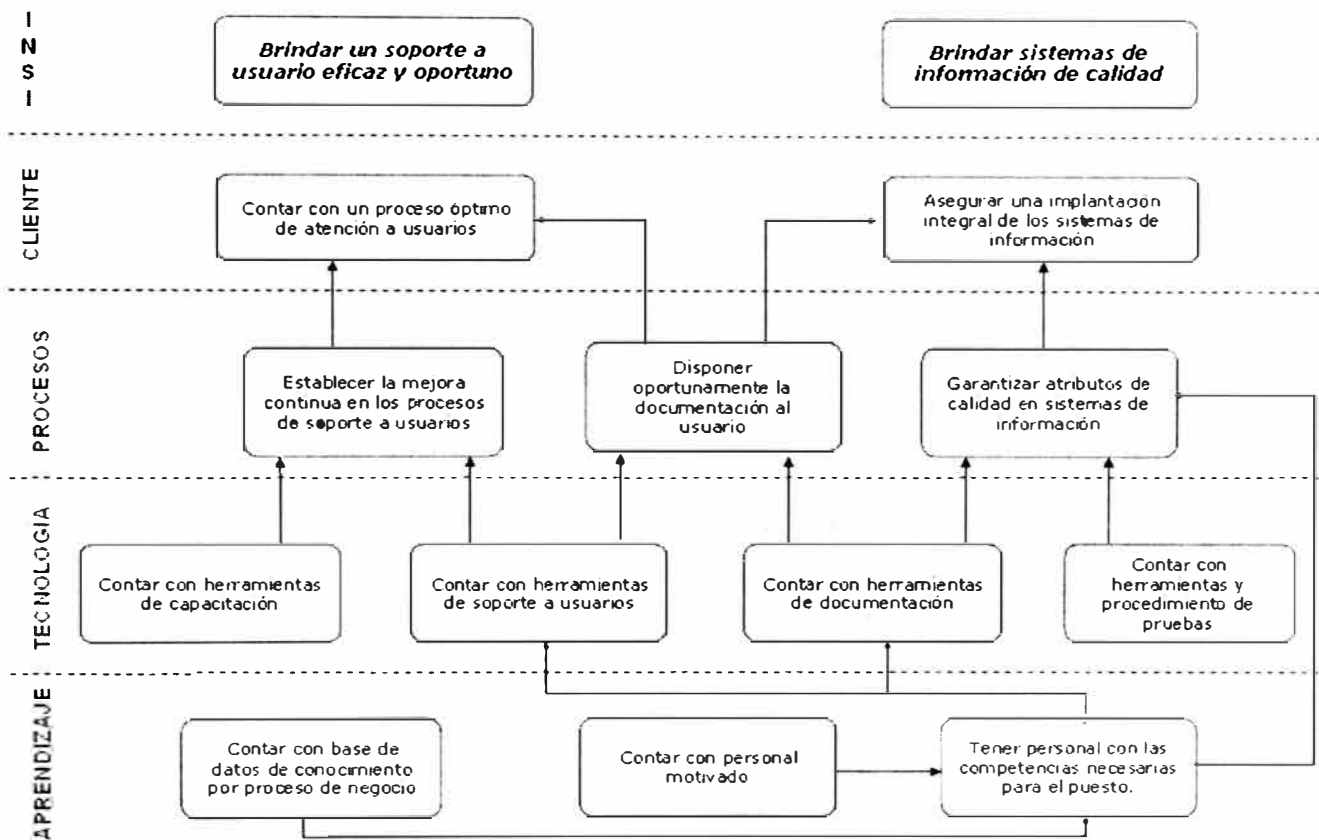 INSI
Brindar un soporte a
usuario eficaz y oportuno
Brindar sistemas de
información de calidad
CLIENTE
Contar con un proceso óptimo
de atención a usuarios
Asegurar una implantación
integral de los sistemas de
información
PROCESOS
Establecer la mejora
continua en los procesos
de soporte a usuarios
Disponer
oportunamente la
documentación al
usuario
Garantizar atributos de
calidad en sistemas de
información
TECNOLOGIA
Contar con herramientas
de capacitación
Contar con herramientas
de soporte a usuarios
Contar con herramientas
de documentación
Contar con
herramientas y
procedimiento de
pruebas
APRENDIZAJE
Contar con base de
datos de conocimiento
por proceso de negocio
Contar con personal
motivado
Tener personal con las
competencias necesarias
para el puesto.